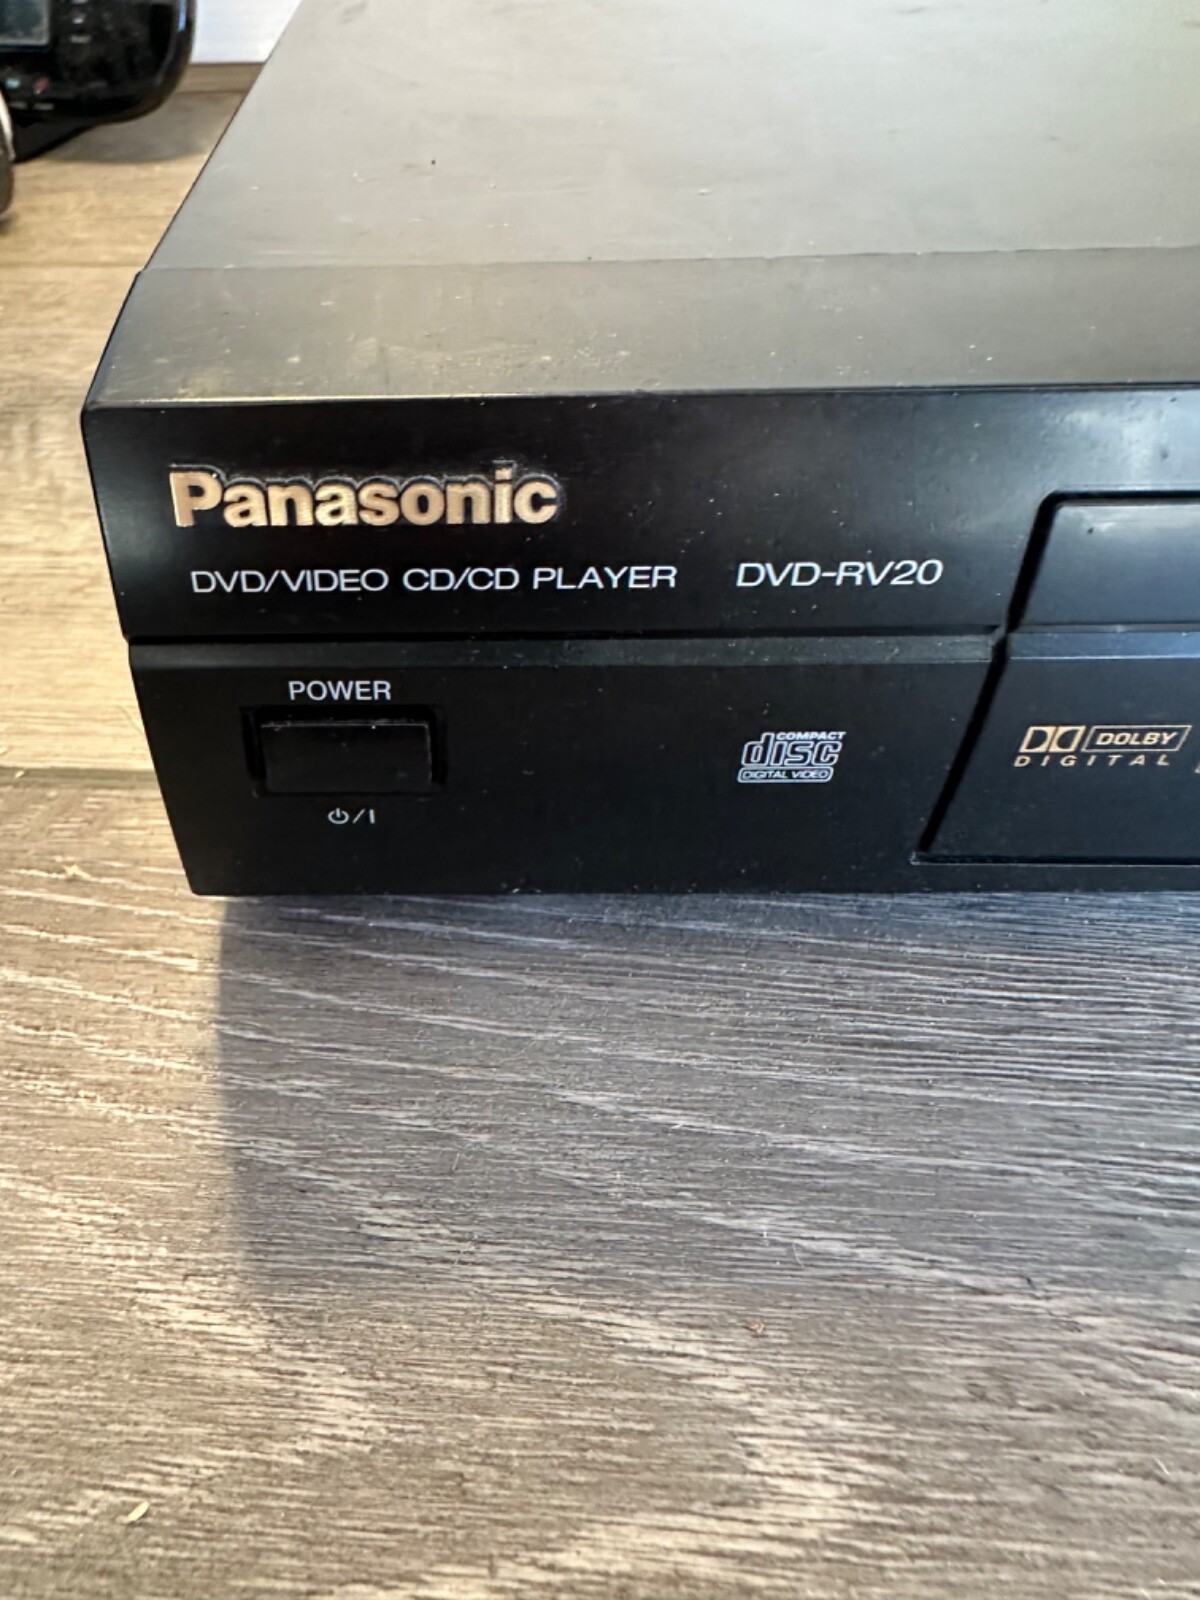 Panasonic
DVD/VIDEO CD/CD PLAYER DVD-RV20
POWER
⏻/I
COMPACT
disc
DIGITAL VIDEO
DOLBY
DIGITAL